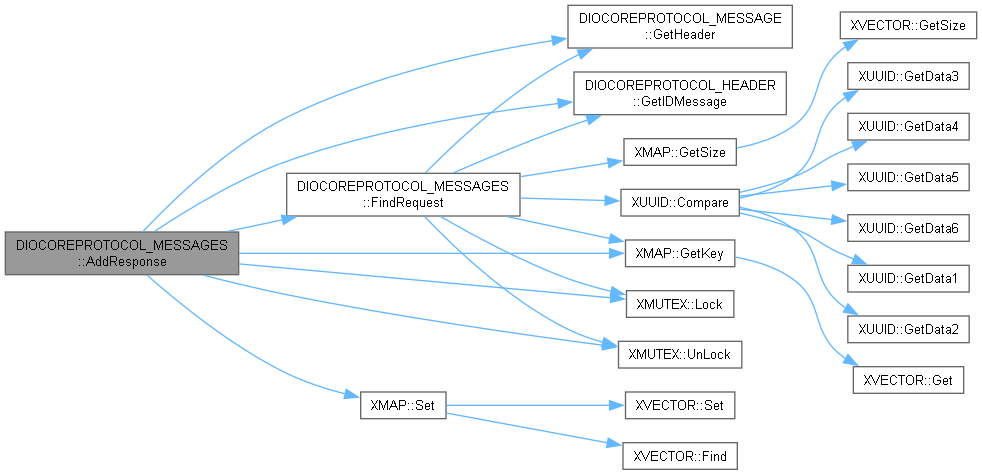 DIOCOREPROTOCOL_MESSAGES
::AddResponse
DIOCOREPROTOCOL_MESSAGES
::FindRequest
DIOCOREPROTOCOL_MESSAGE
::GetHeader
DIOCOREPROTOCOL_HEADER
::GetIDMessage
XMAP::GetSize
XUUID::Compare
XMAP::GetKey
XMUTEX::Lock
XMUTEX::UnLock
XMAP::Set
XVECTOR::Set
XVECTOR::Find
XVECTOR::GetSize
XUUID::GetData3
XUUID::GetData4
XUUID::GetData5
XUUID::GetData6
XUUID::GetData1
XUUID::GetData2
XVECTOR::Get